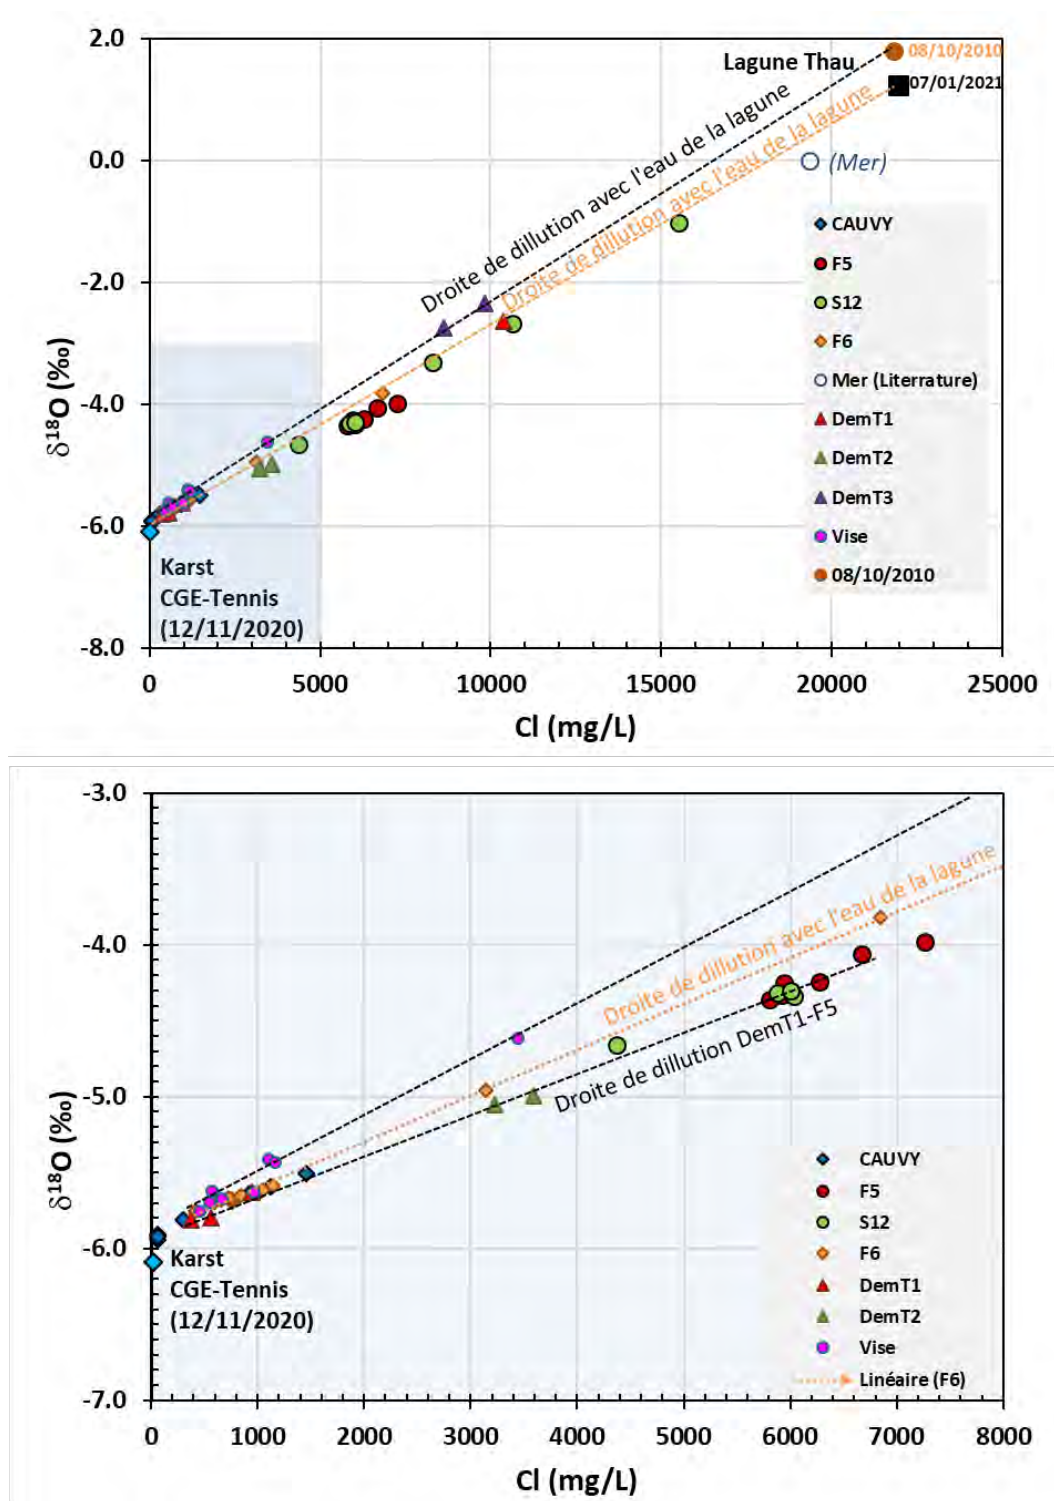 2.0
0.0
-2.0
-4.0
-6.0
-8.0
δ18O (‰)
Lagune Thau
08/10/2010
07/01/2021
Droite de dillution avec l'eau de la lagune
Droite de dillution avec l'eau de la lagune
(Mer)
CAUVY
F5
S12
F6
Mer (Literrature)
DemT1
DemT2
DemT3
Vise
08/10/2010
Karst
CGE-Tennis
(12/11/2020)
0 5000 10000 15000 20000 25000
Cl (mg/L)
-3.0
-4.0
-5.0
-6.0
-7.0
δ18O (‰)
Droite de dillution avec l'eau de la lagune
Droite de dillution DemT1-F5
Karst
CGE-Tennis
(12/11/2020)
CAUVY
F5
S12
F6
DemT1
DemT2
Vise
Linéaire (F6)
0 1000 2000 3000 4000 5000 6000 7000 8000
Cl (mg/L)